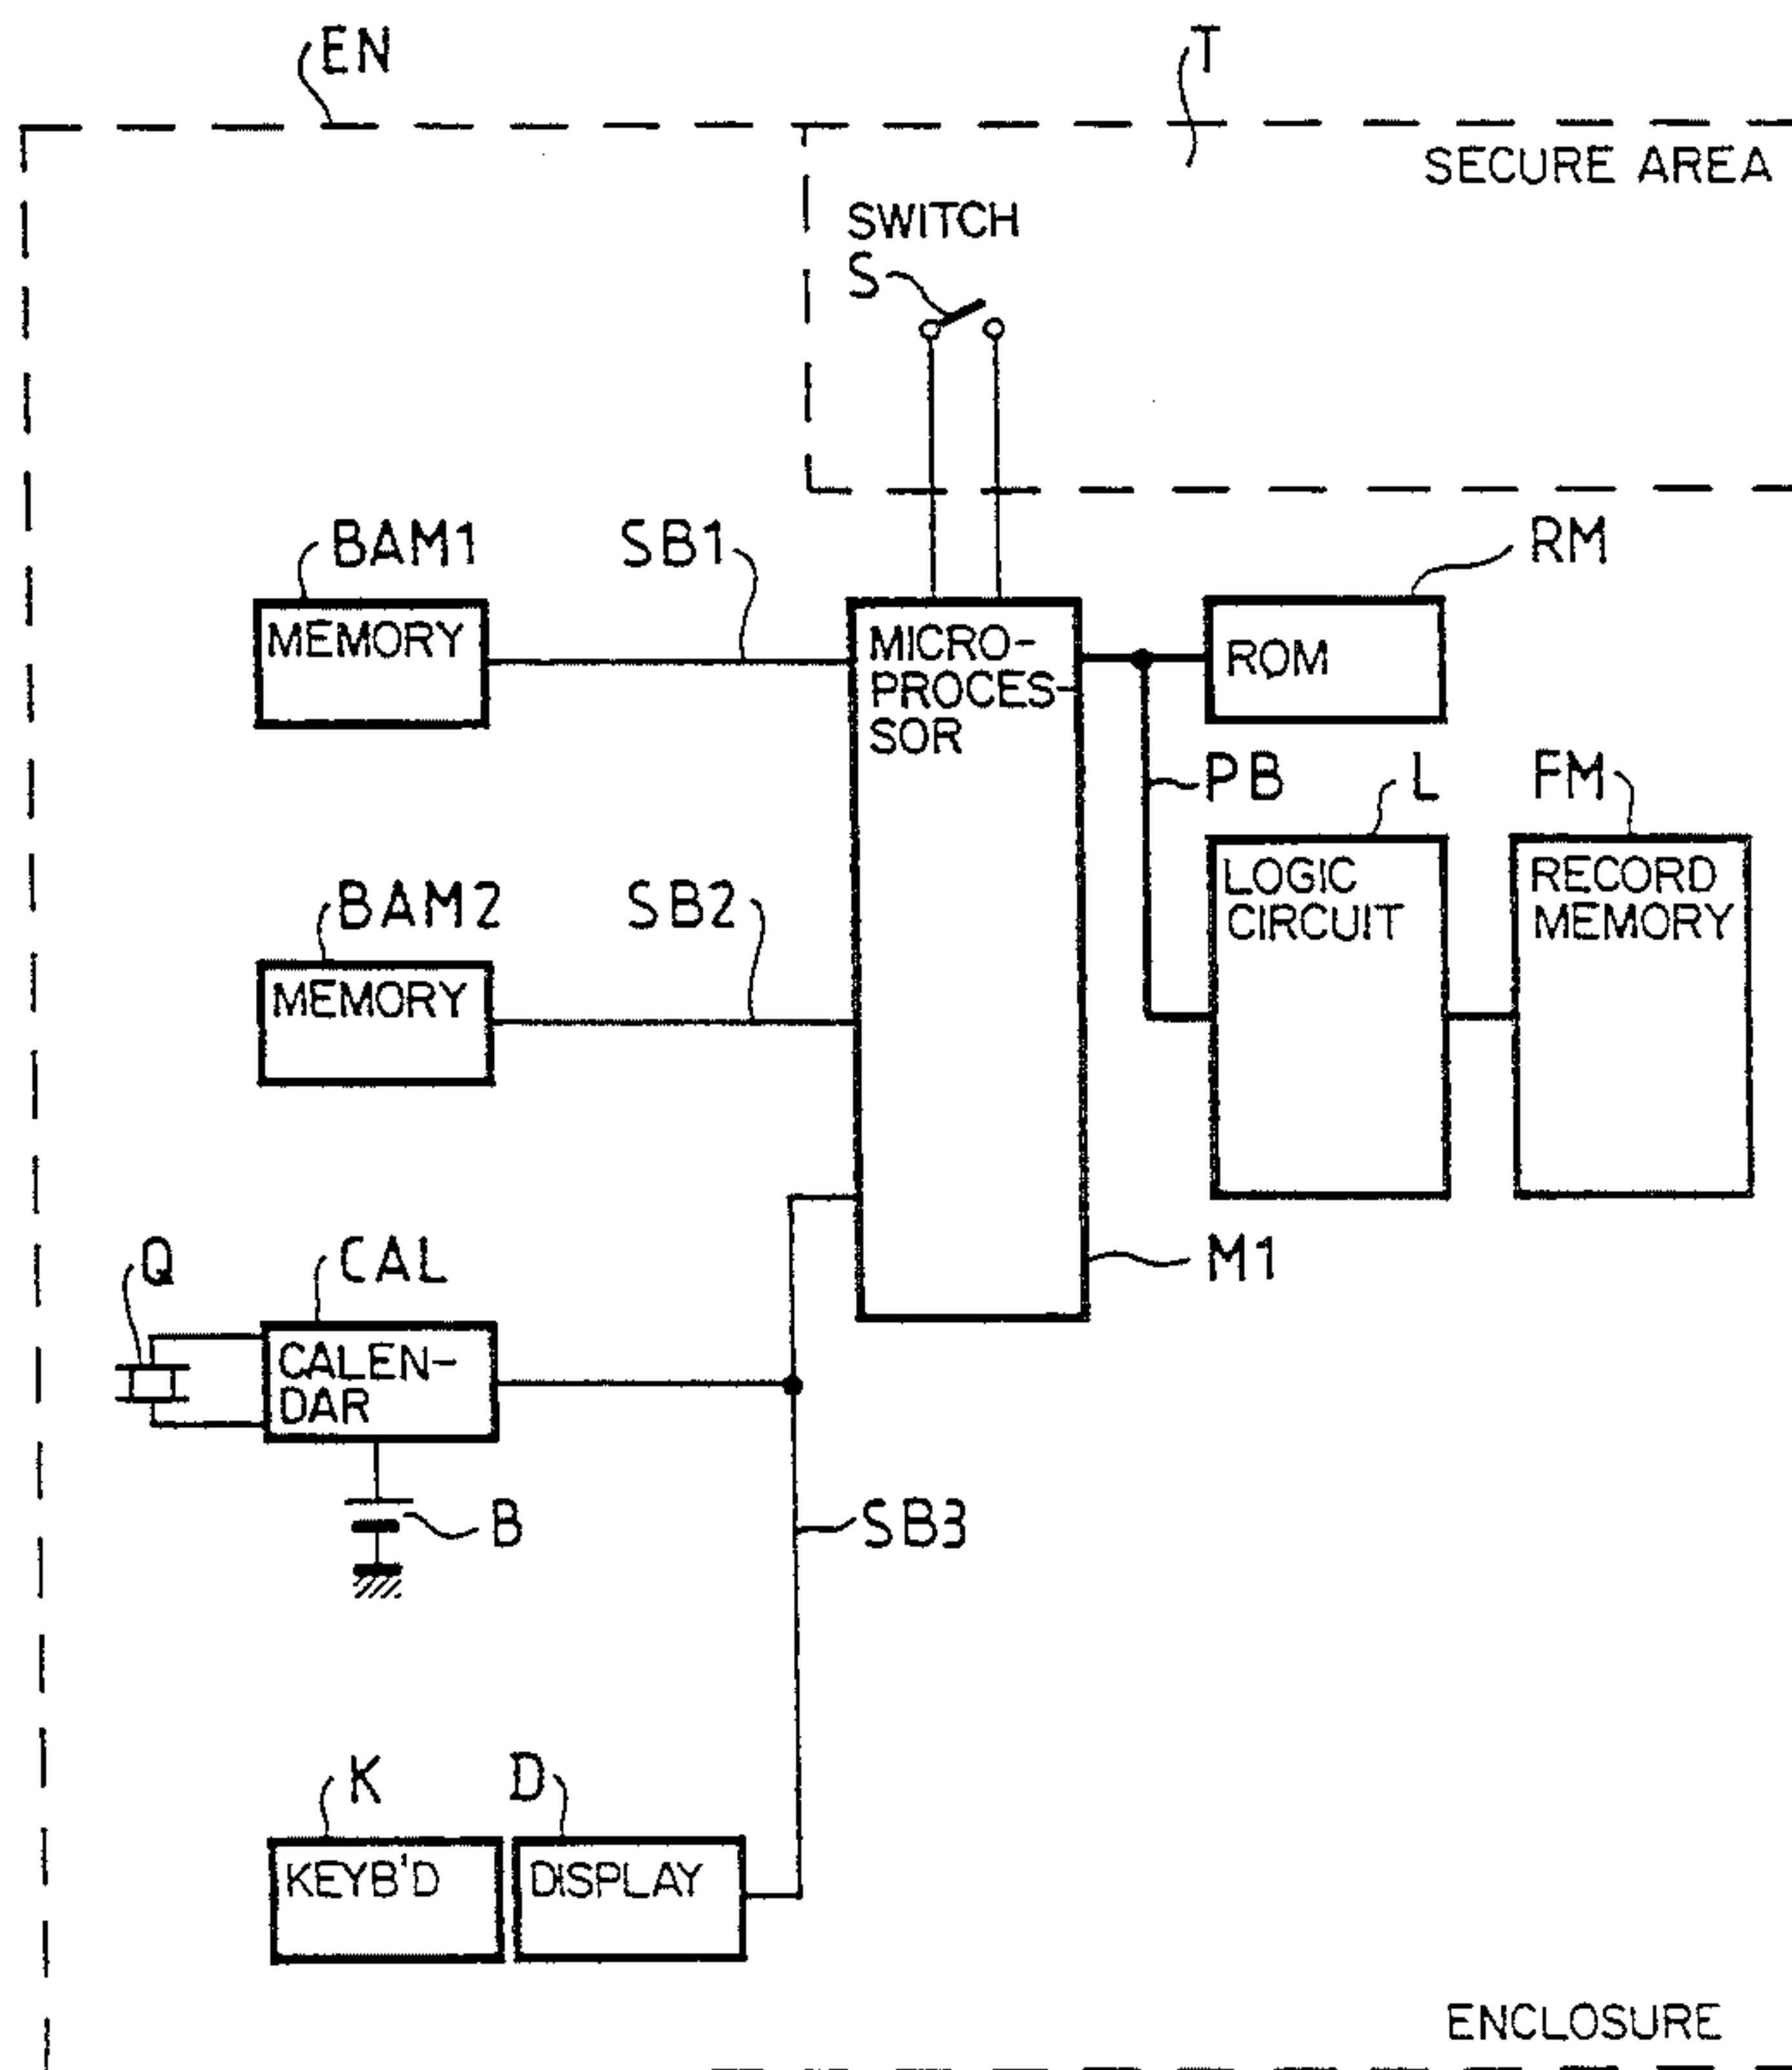 EN
T
SECURE AREA
SWITCH
S
BAM1
SB1
RM
MEMORY
MICRO-
PROCES-
SOR
ROM
PB
L
FM
LOGIC
CIRCUIT
RECORD
MEMORY
BAM2
SB2
MEMORY
M1
Q
CAL
CALEN-
DAR
B
SB3
K
D
KEYB'D
DISPLAY
ENCLOSURE